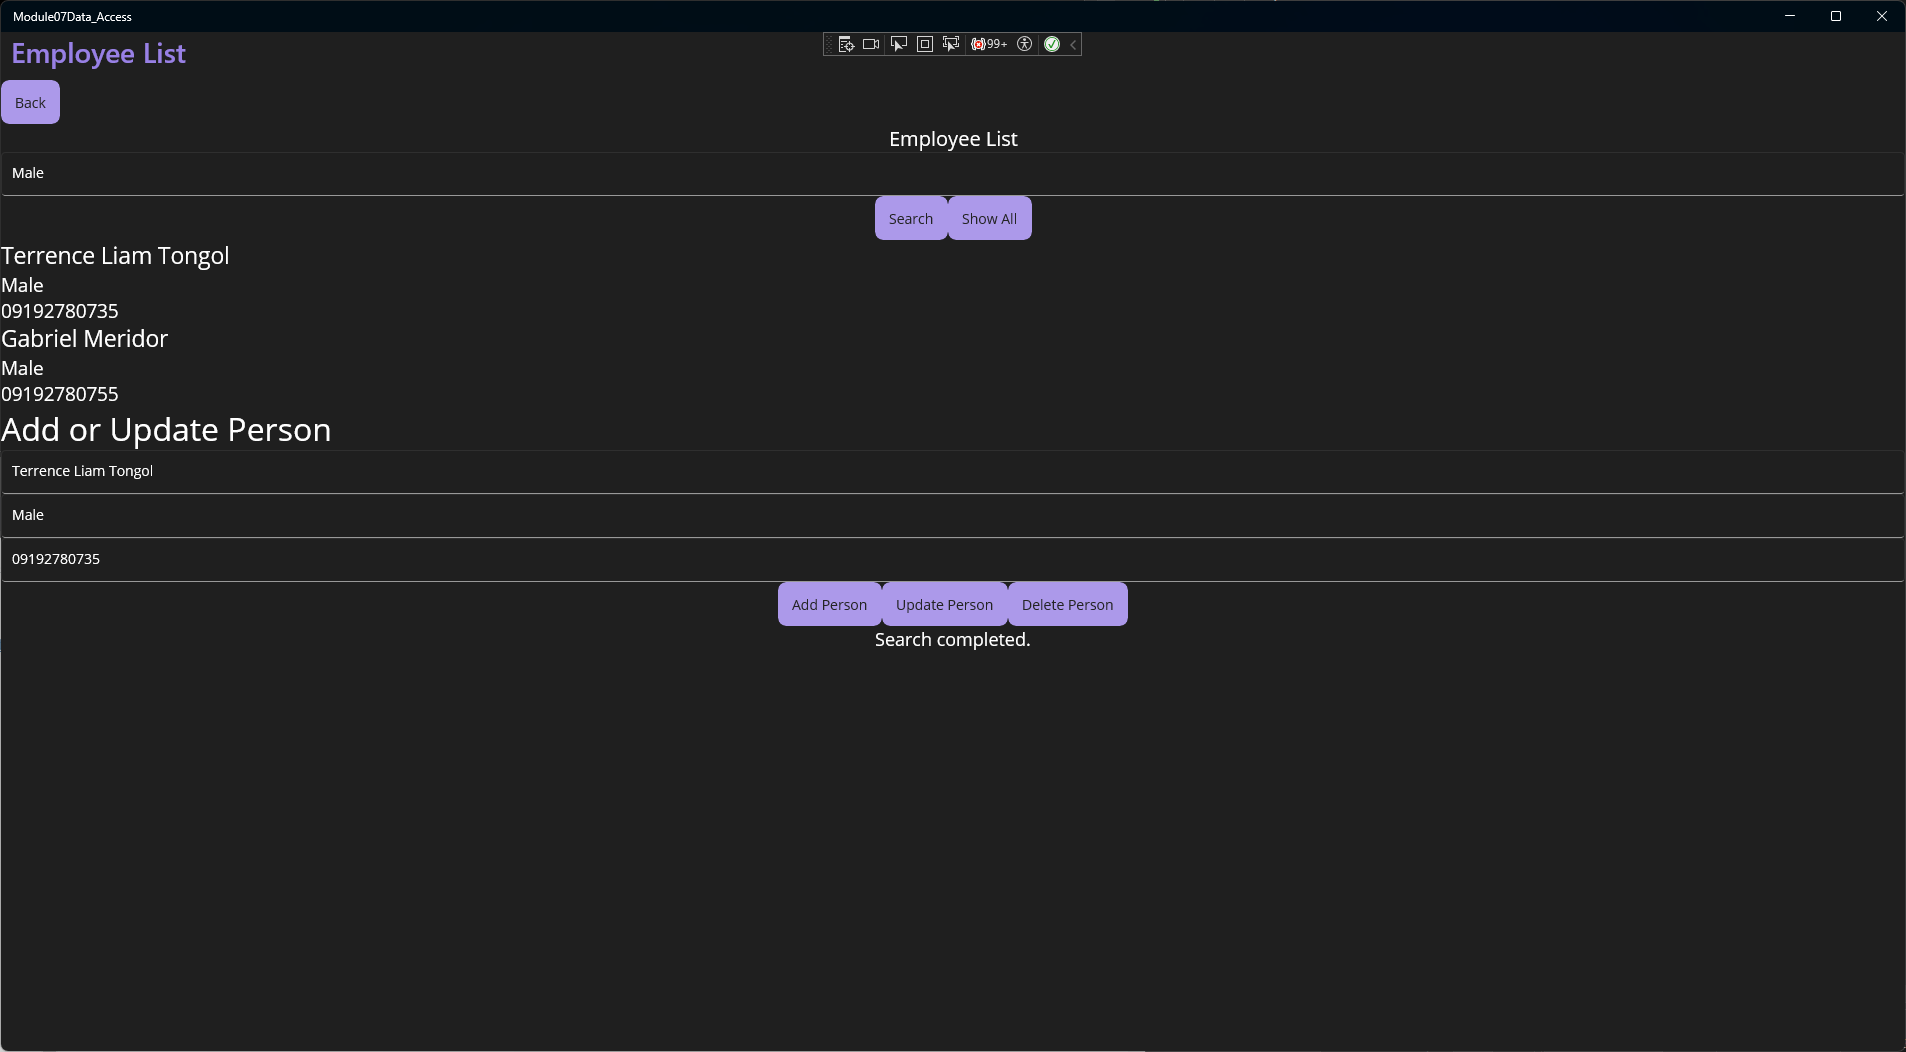 Module07Data_Access
Employee List
99+
Back
Employee List
Male
Search Show All
Terrence Liam Tongol
Male
09192780735
Gabriel Meridor
Male
09192780755
Add or Update Person
Terrence Liam Tongol
Male
09192780735
Add Person Update Person Delete Person
Search completed.